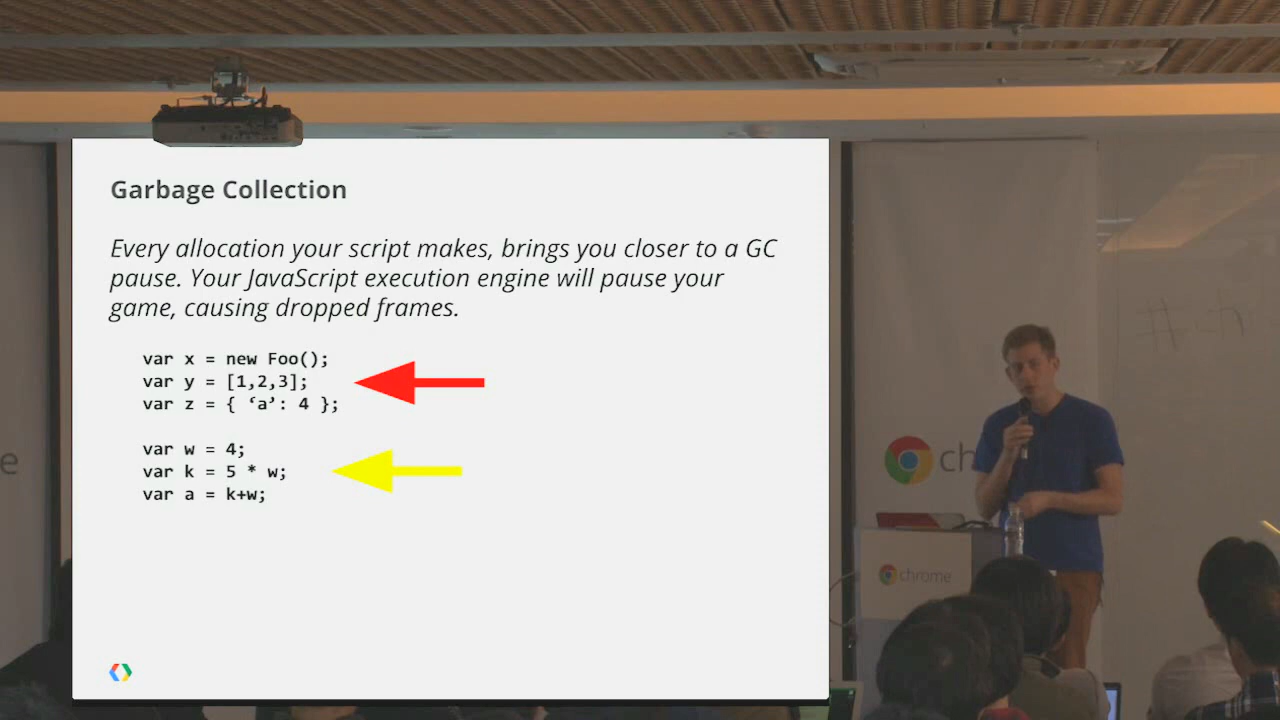 Garbage Collection
Every allocation your script makes, brings you closer to a GC
pause. Your JavaScript execution engine will pause your
game, causing dropped frames.
var x = new Foo();
var y = [1,2,3];
var z = { ‘a’: 4 };
var w = 4;
var k = 5 * w;
var a = k+w;
e
ch
chrome